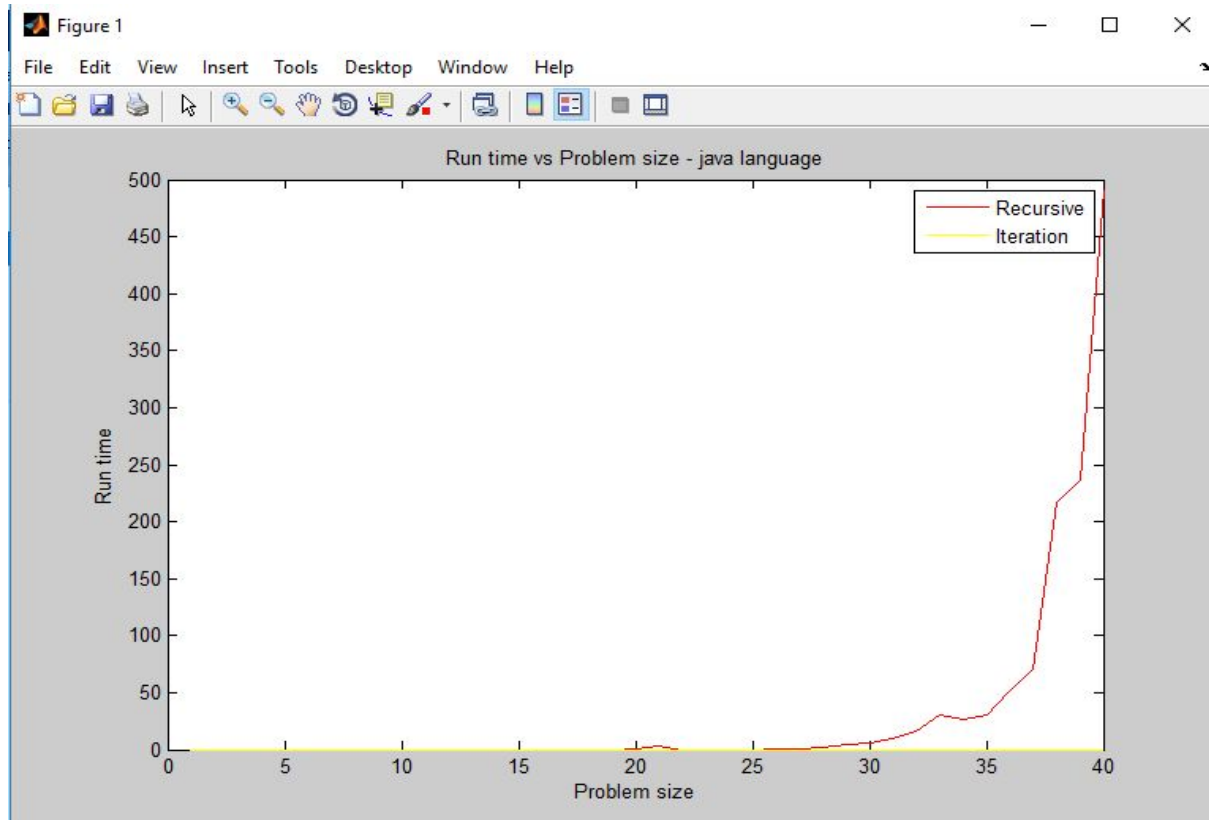 Figure 1
File Edit View Insert Tools Desktop Window Help
Run time vs Problem size - java language
500
450
400
350
300
250
200
150
100
50
0
Run time
Recursive
Iteration
0 5 10 15 20 25 30 35 40
Problem size